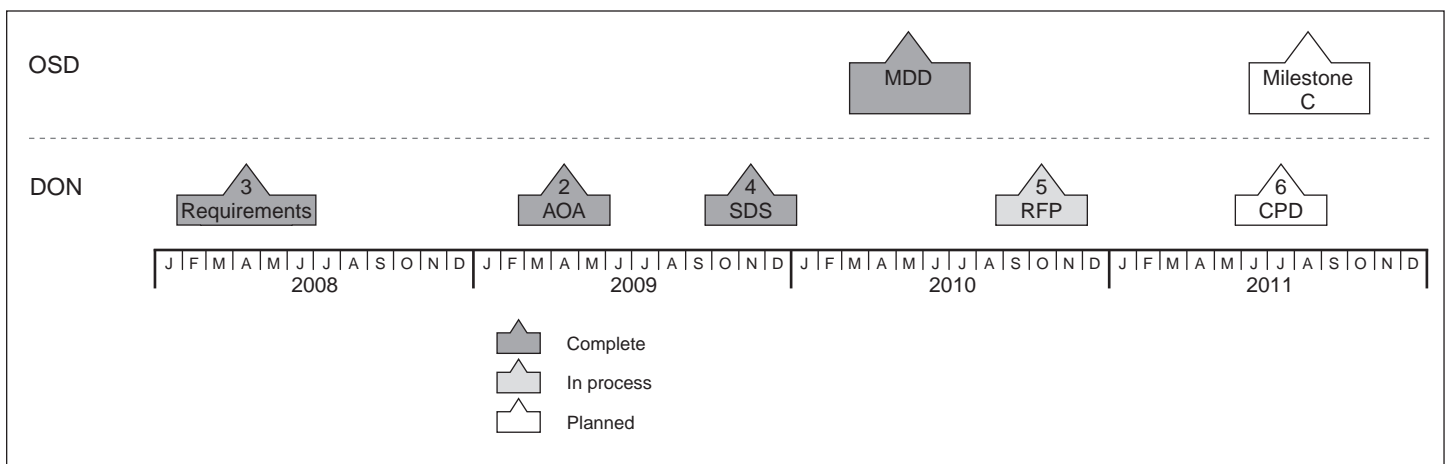 OSD
MDD
Milestone
C
DON
3
Requirements
2
AOA
4
SDS
5
RFP
6
CPD
J F M A M J J A S O N D J F M A M J J A S O N D J F M A M J J A S O N D J F M A M J J A S O N D
2008 2009 2010 2011
Complete
In process
Planned